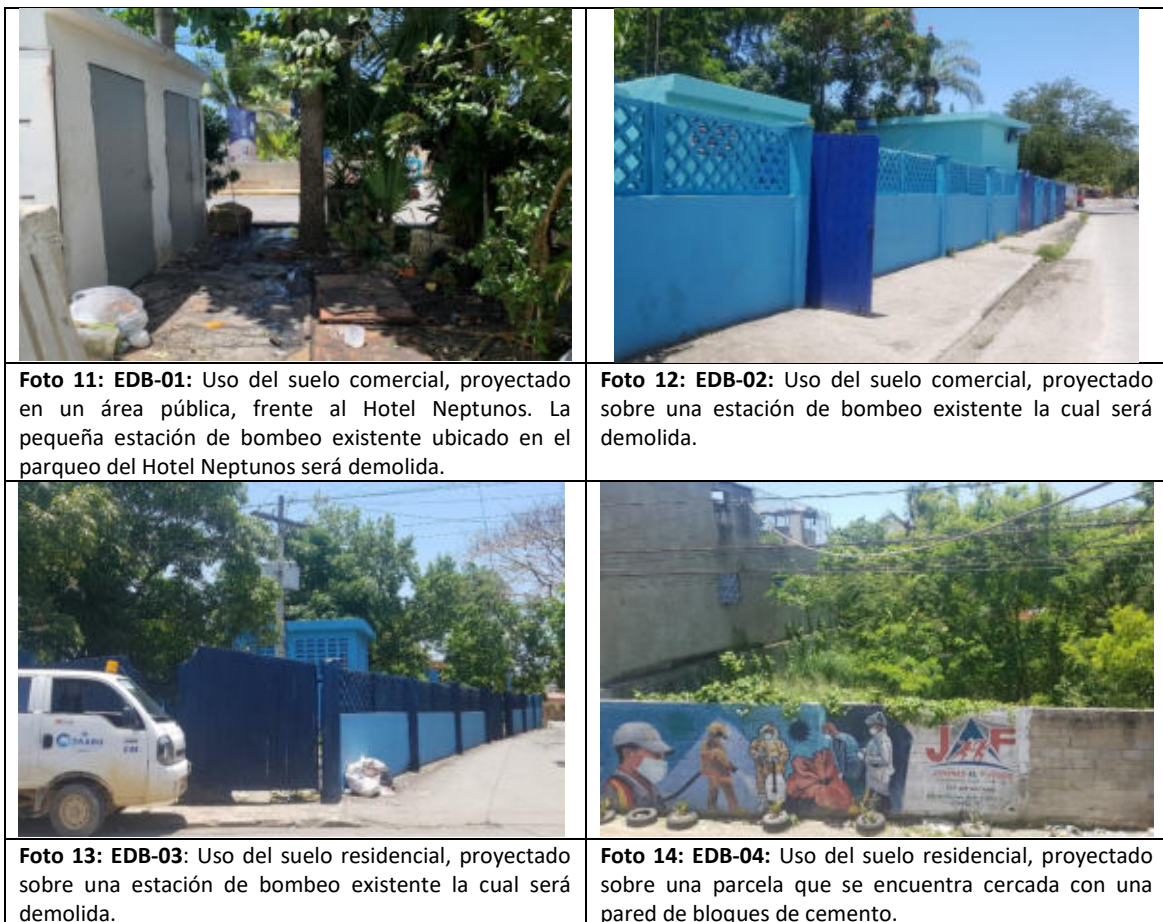 Foto 11: EDB-01: Uso del suelo comercial, proyectado
en un área pública, frente al Hotel Neptunos. La
pequeña estación de bombeo existente ubicado en el
parqueo del Hotel Neptunos será demolida.
Foto 12: EDB-02: Uso del suelo comercial, proyectado
sobre una estación de bombeo existente la cual será
demolida.
JAF
Foto 13: EDB-03: Uso del suelo residencial, proyectado
sobre una estación de bombeo existente la cual será
demolida.
Foto 14: EDB-04: Uso del suelo residencial, proyectado
sobre una parcela que se encuentra cercada con una
pared de bloques de cemento.